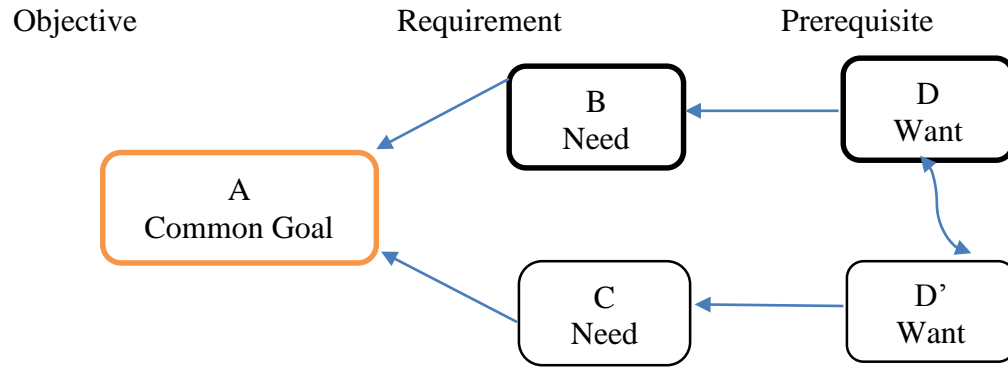 Objective Requirement Prerequisite
B
Need
D
Want
A
Common Goal
C
Need
D’
Want